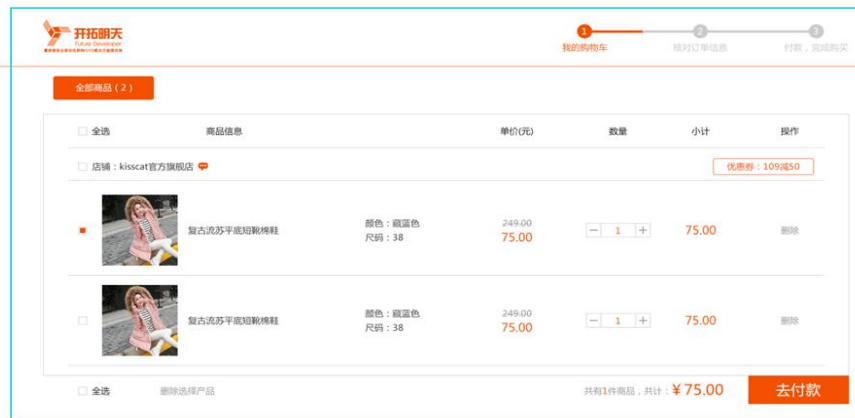 开拓明天
Future Developer
1
2
3
我的购物车
核对订单信息
付款，完成购买
全部商品（2）
全选 商品信息 单价(元) 数量 小计 操作
店铺：kisscat官方旗舰店 优惠券：109减50
249.00
复古流苏平底短靴棉鞋 颜色：藏蓝色 尺码：38 75.00 1 75.00 删除
249.00
复古流苏平底短靴棉鞋 颜色：藏蓝色 尺码：38 75.00 1 75.00 删除
全选 删除选择产品 共有1件商品，共计：¥75.00 去付款